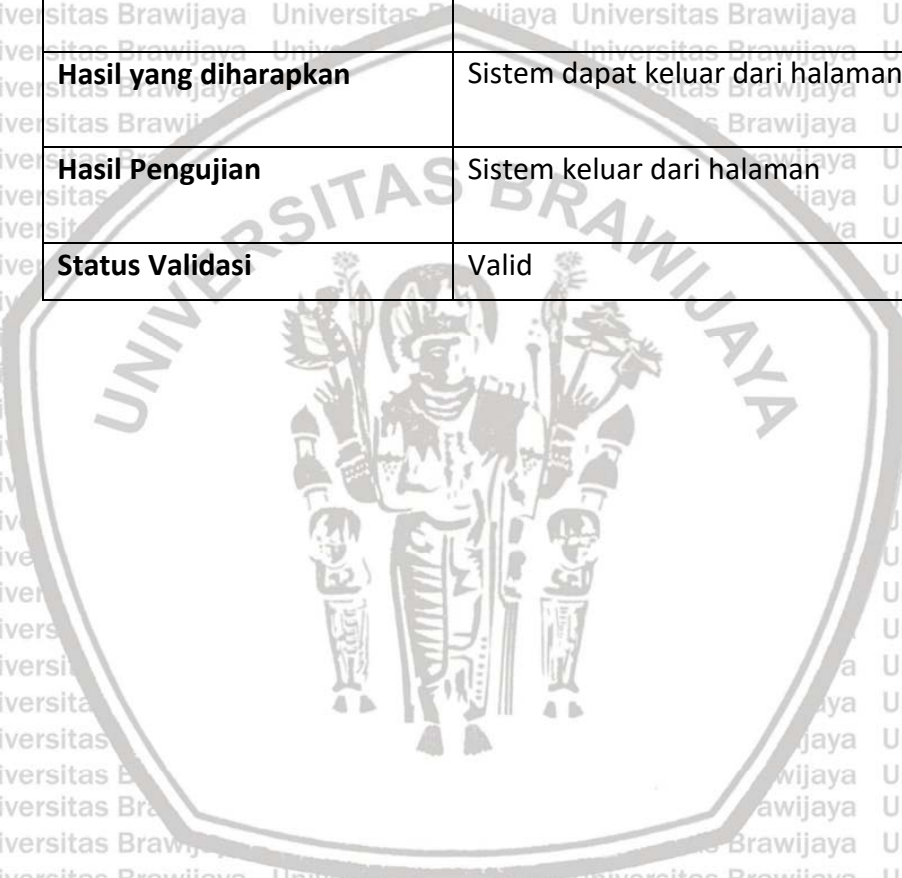 Hasil yang diharapkan Sistem dapat keluar dari halaman
Hasil Pengujian Sistem keluar dari halaman
Status Validasi Valid
UNIVERSITAS BRAWIJAYA